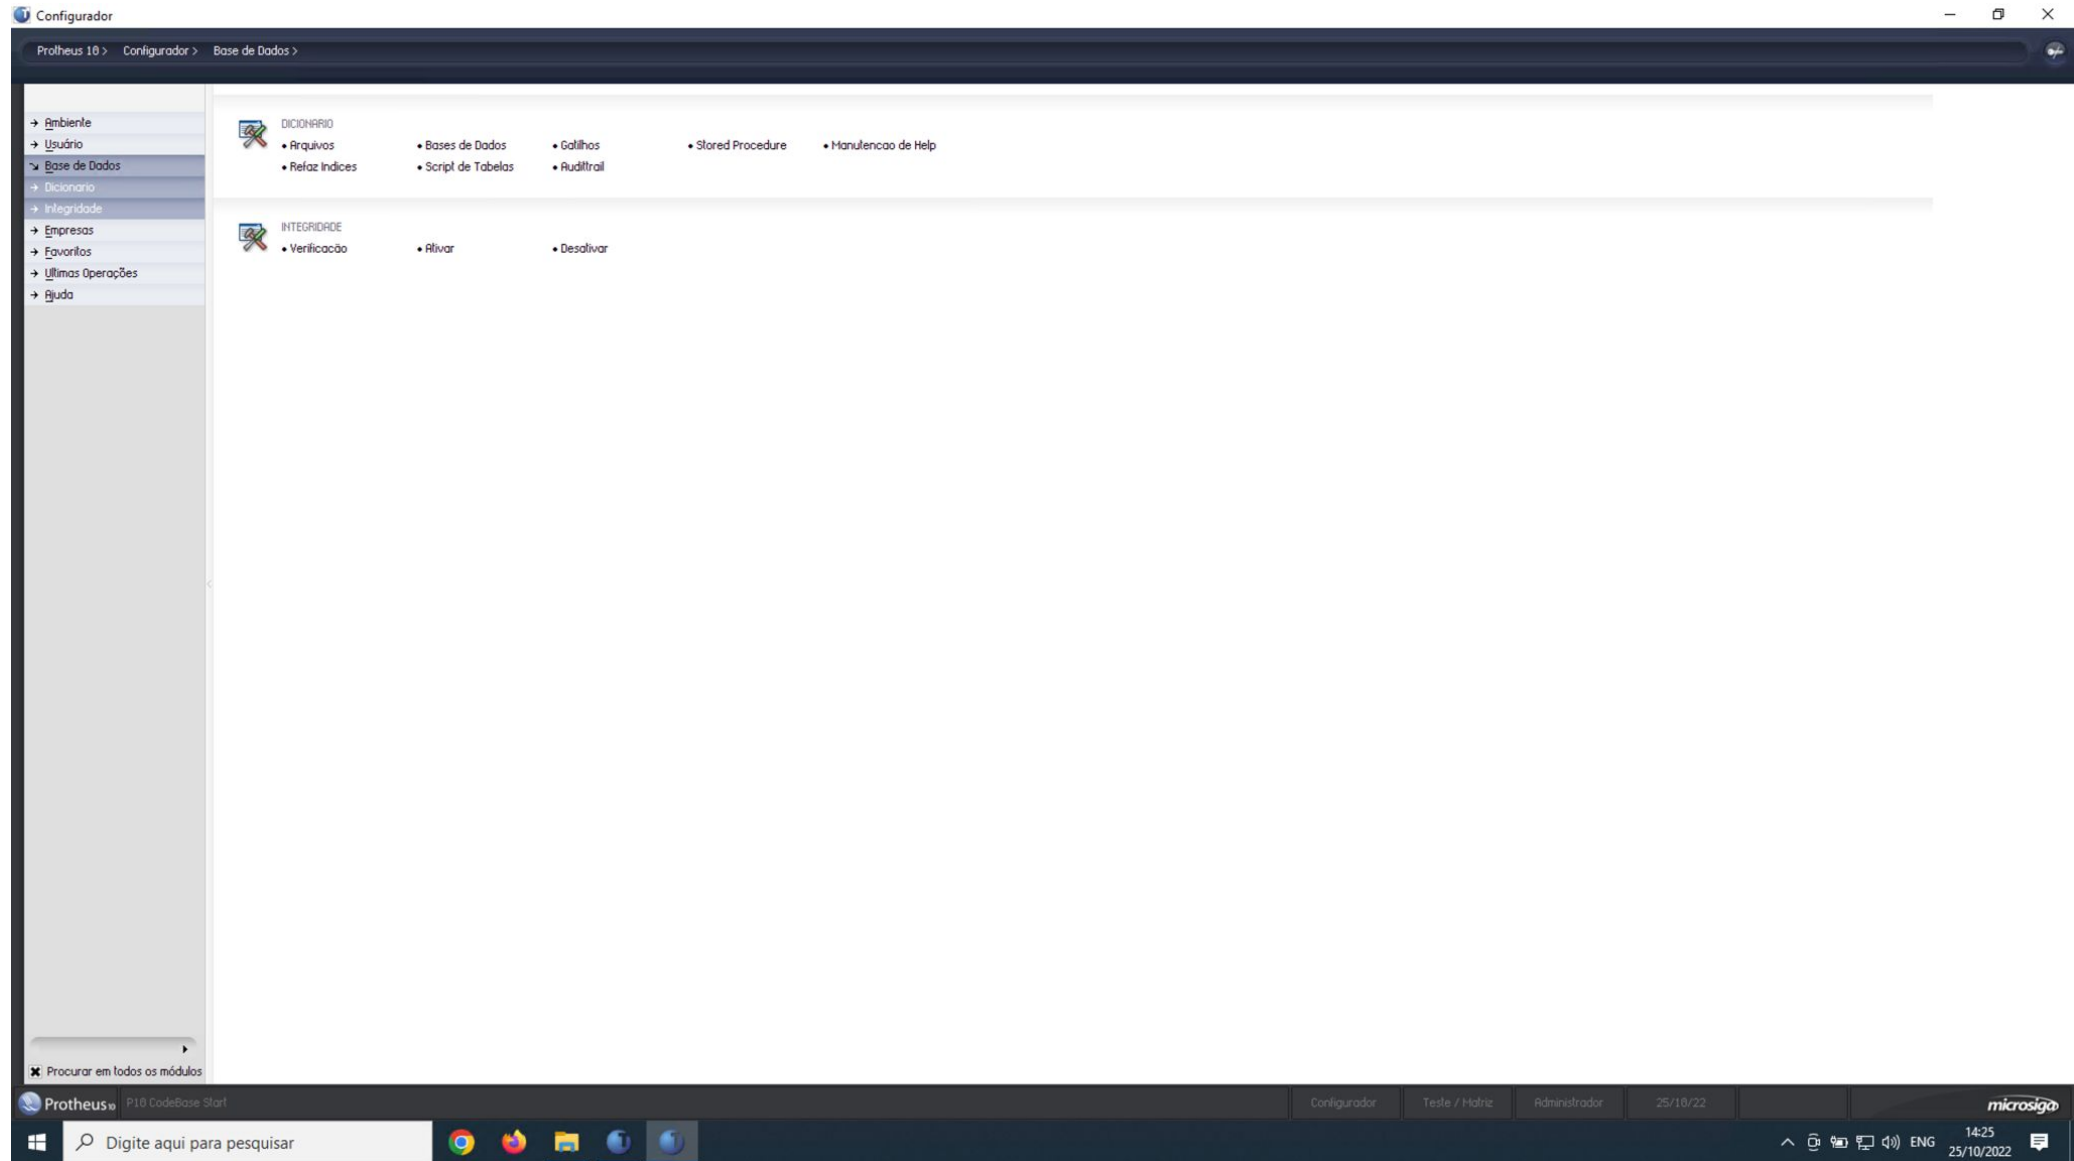 Configurador
Protheus 10 > Configurador > Base de Dados >
Ambiente
Usuário
Base de Dados
Dicionario
Integridade
Empresas
Favoritos
Ultimas Operações
Ajuda
DICIONARIO
• Arquivos • Bases de Dados • Gatilhos • Stored Procedure • Manutencao de Help
• Refaz Indices • Script de Tabelas • Audittrail
INTEGRIDADE
• Verificacão • Ativar • Desativar
Procurar em todos os módulos
Protheus 10 P10 CodeBase Start Configurador Teste / Matriz Administrador 25/10/22 microsiga
Digite aqui para pesquisar
ENG
14:25
25/10/2022